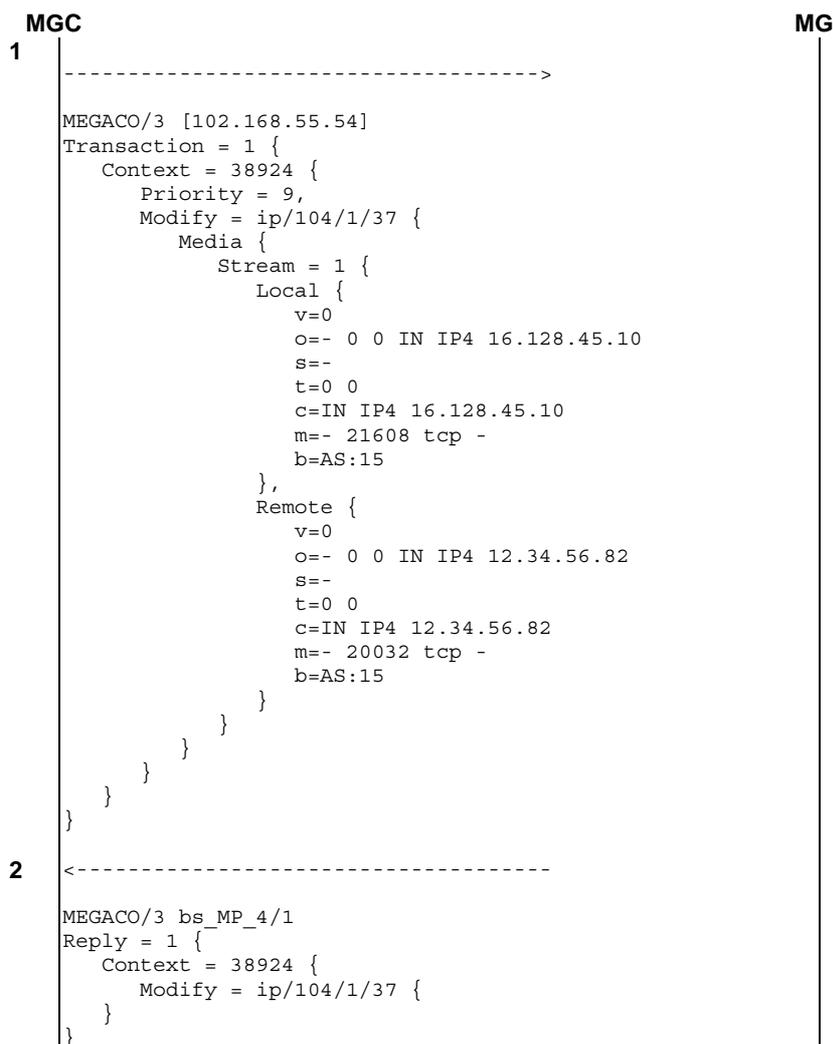 MGC MG
1
------------------------------------->
MEGACO/3 [102.168.55.54]
Transaction = 1 {
   Context = 38924 {
      Priority = 9,
      Modify = ip/104/1/37 {
         Media {
            Stream = 1 {
               Local {
                  v=0
                  o=- 0 0 IN IP4 16.128.45.10
                  s=-
                  t=0 0
                  c=IN IP4 16.128.45.10
                  m=- 21608 tcp -
                  b=AS:15
               },
               Remote {
                  v=0
                  o=- 0 0 IN IP4 12.34.56.82
                  s=-
                  t=0 0
                  c=IN IP4 12.34.56.82
                  m=- 20032 tcp -
                  b=AS:15
               }
            }
         }
      }
   }
}
2 <-------------------------------------
MEGACO/3 bs_MP_4/1
Reply = 1 {
   Context = 38924 {
      Modify = ip/104/1/37 {
   }
}